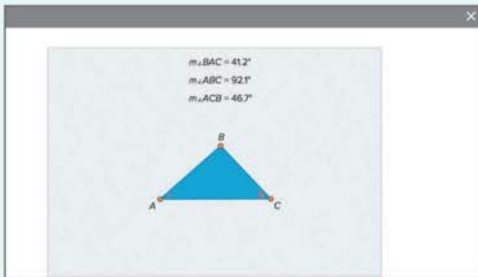 m∠BAC = 41.2°
m∠ABC = 92.1°
m∠ACB = 46.7°
B
A
C